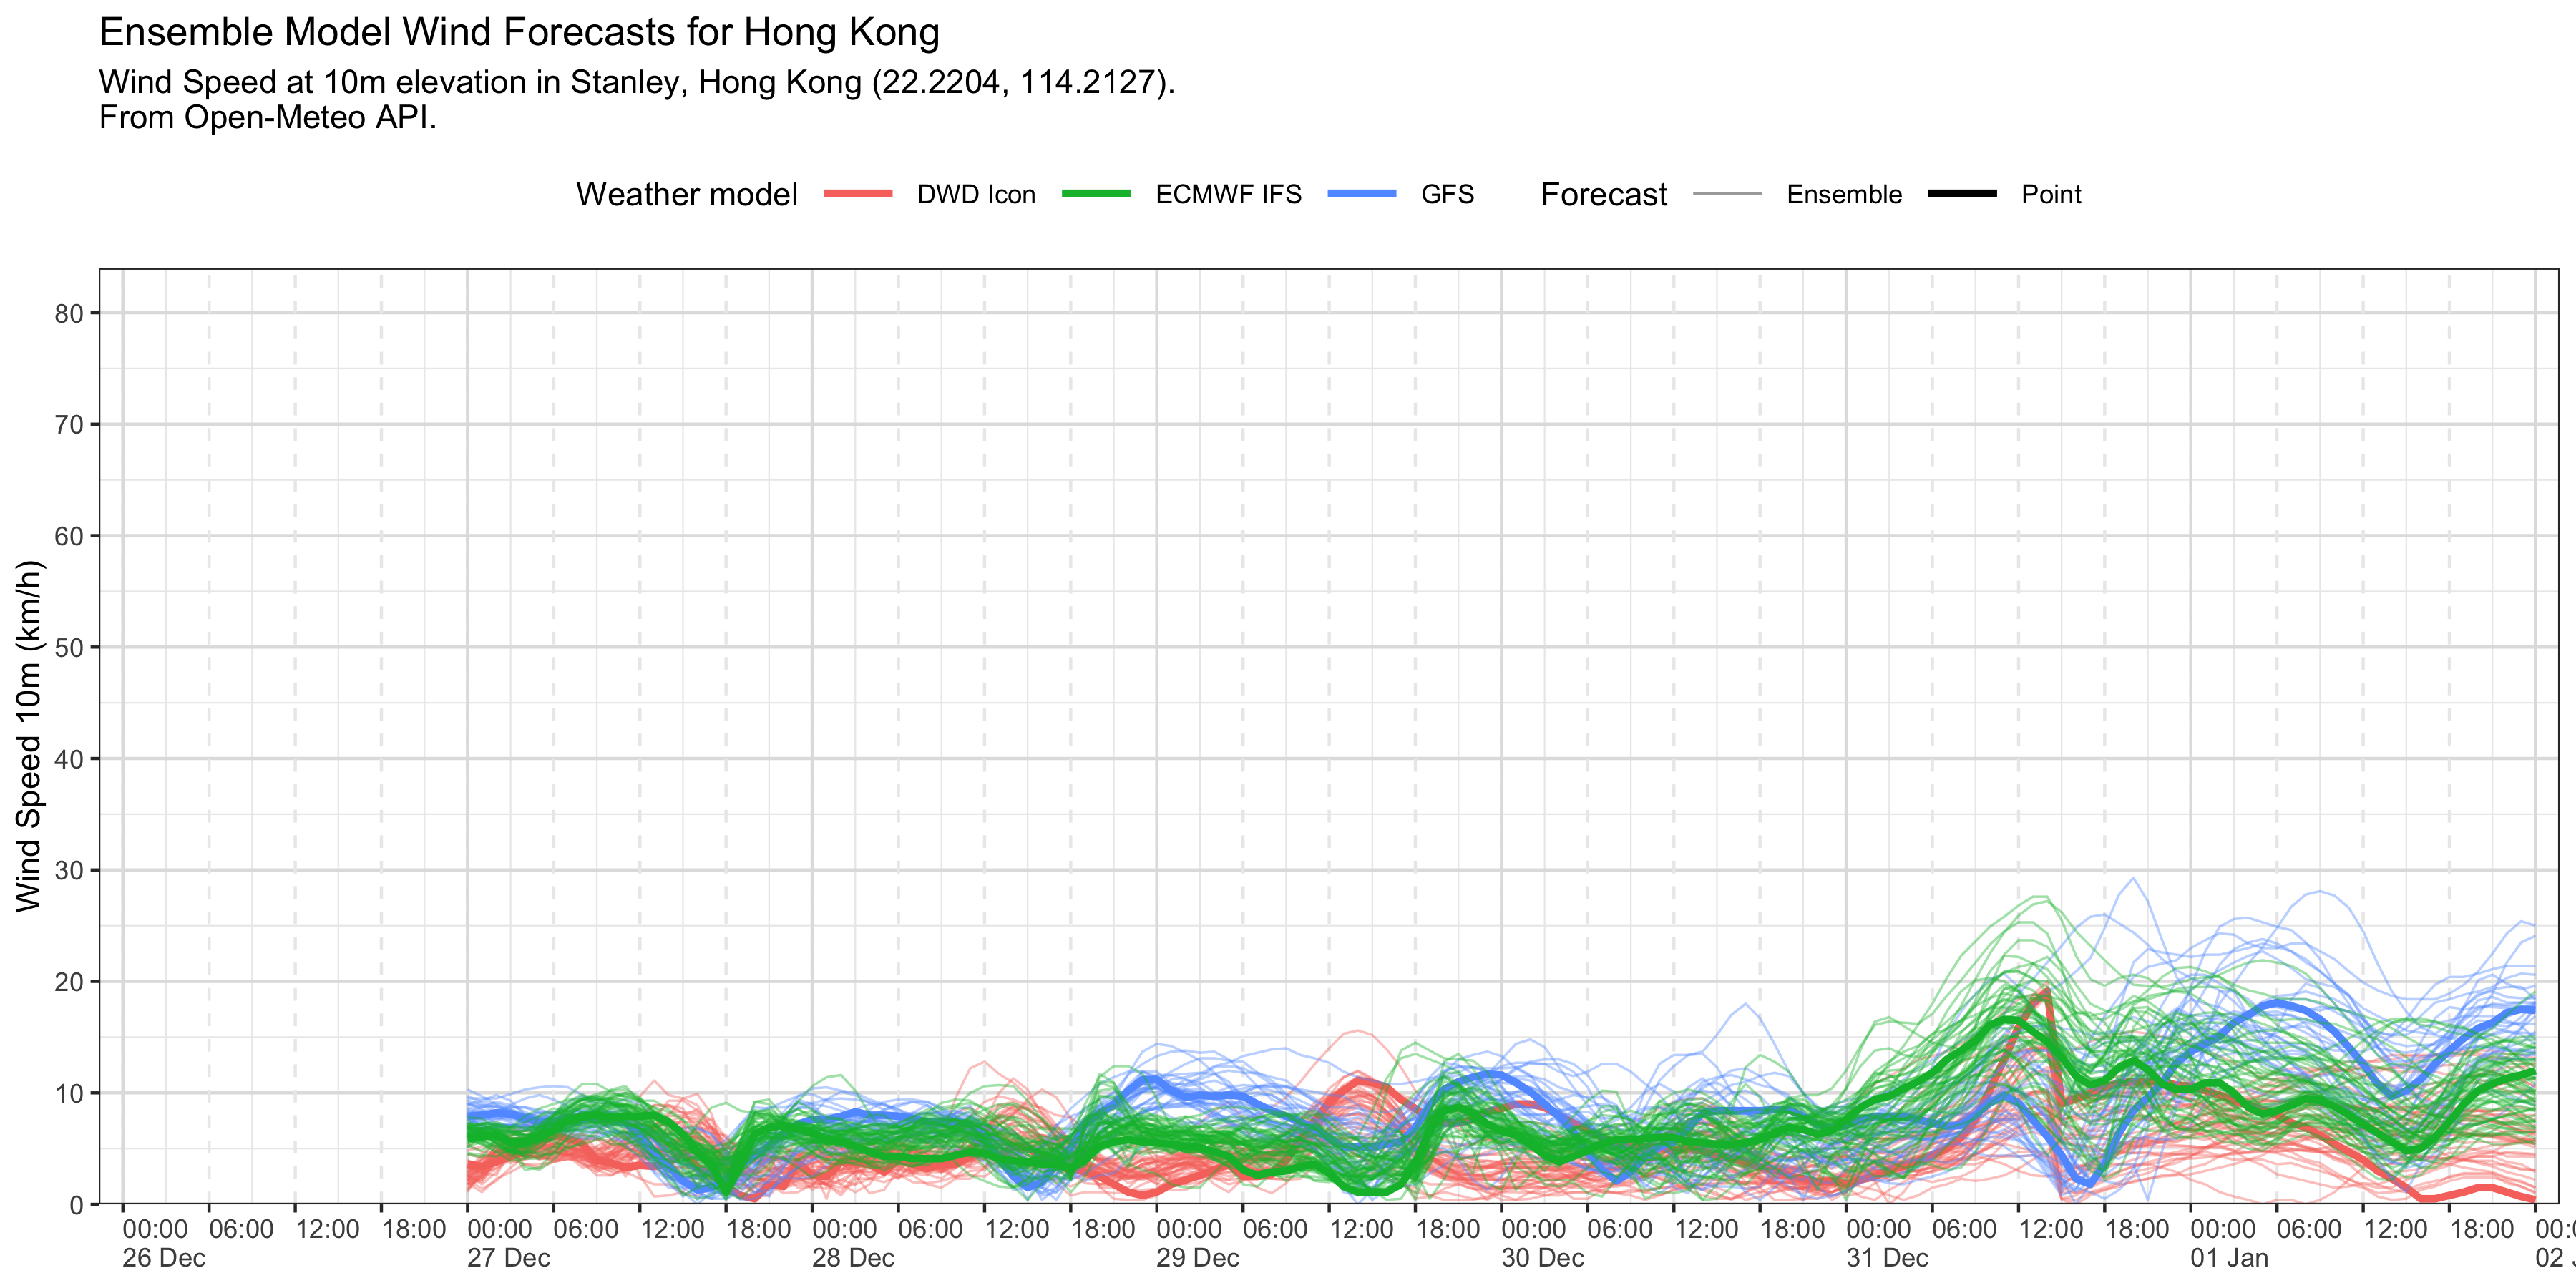 Ensemble Model Wind Forecasts for Hong Kong
Wind Speed at 10m elevation in Stanley, Hong Kong (22.2204, 114.2127).
From Open-Meteo API.
Weather model DWD Icon ECMWF IFS GFS Forecast Ensemble Point
Wind Speed 10m (km/h)
80
70
60
50
40
30
20
10
0
00:00 06:00 12:00 18:00 00:00 06:00 12:00 18:00 00:00 06:00 12:00 18:00 00:00 06:00 12:00 18:00 00:00 06:00 12:00 18:00 00:00 06:00 12:00 18:00 00:00 06:00 12:00 18:00 00:0
26 Dec 27 Dec 28 Dec 29 Dec 30 Dec 31 Dec 01 Jan 02